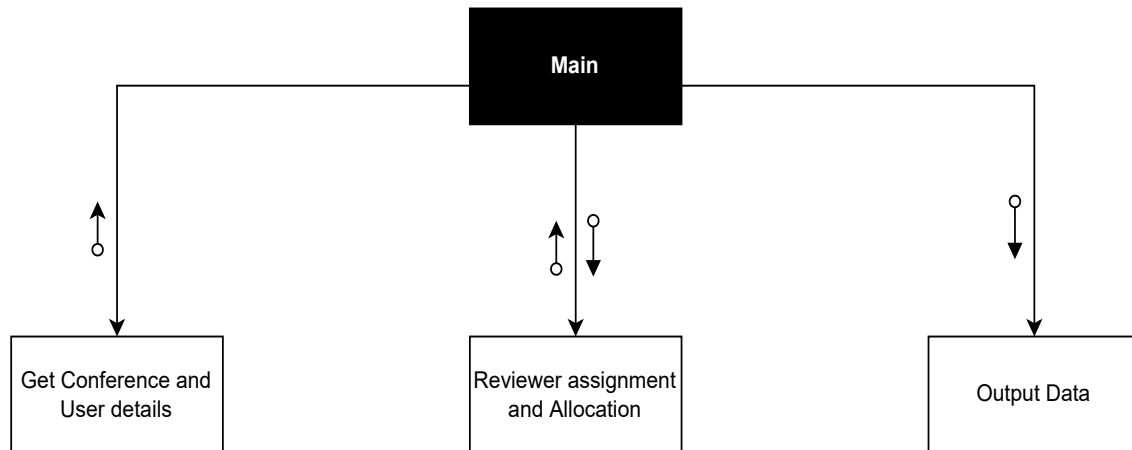 Main
Get Conference and
User details
Reviewer assignment
and Allocation
Output Data